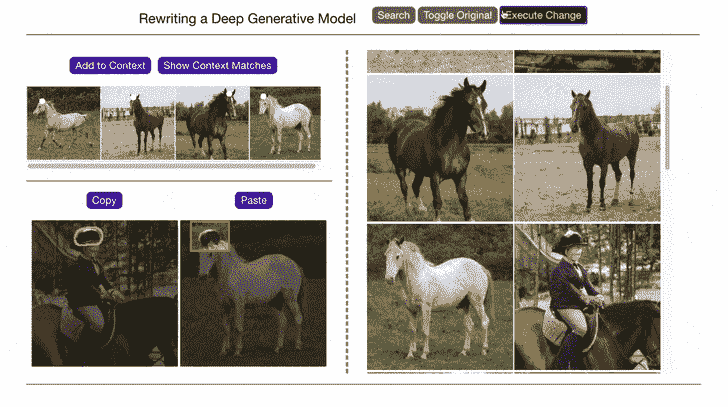 Rewriting a Deep Generative Model
Search Toggle Original Execute Change
Add to Context Show Context Matches
Copy Paste